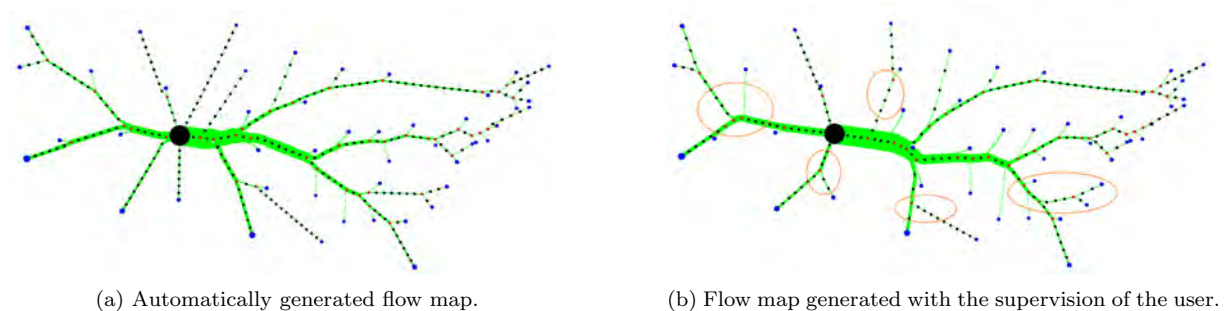 (a) Automatically generated flow map.
(b) Flow map generated with the supervision of the user.